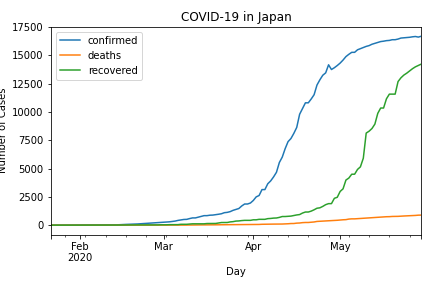 COVID-19 in Japan
confirmed
deaths
recovered
17500
15000
12500
10000
7500
5000
2500
0
Number of Cases
Feb
2020
Mar
Apr
May
Day